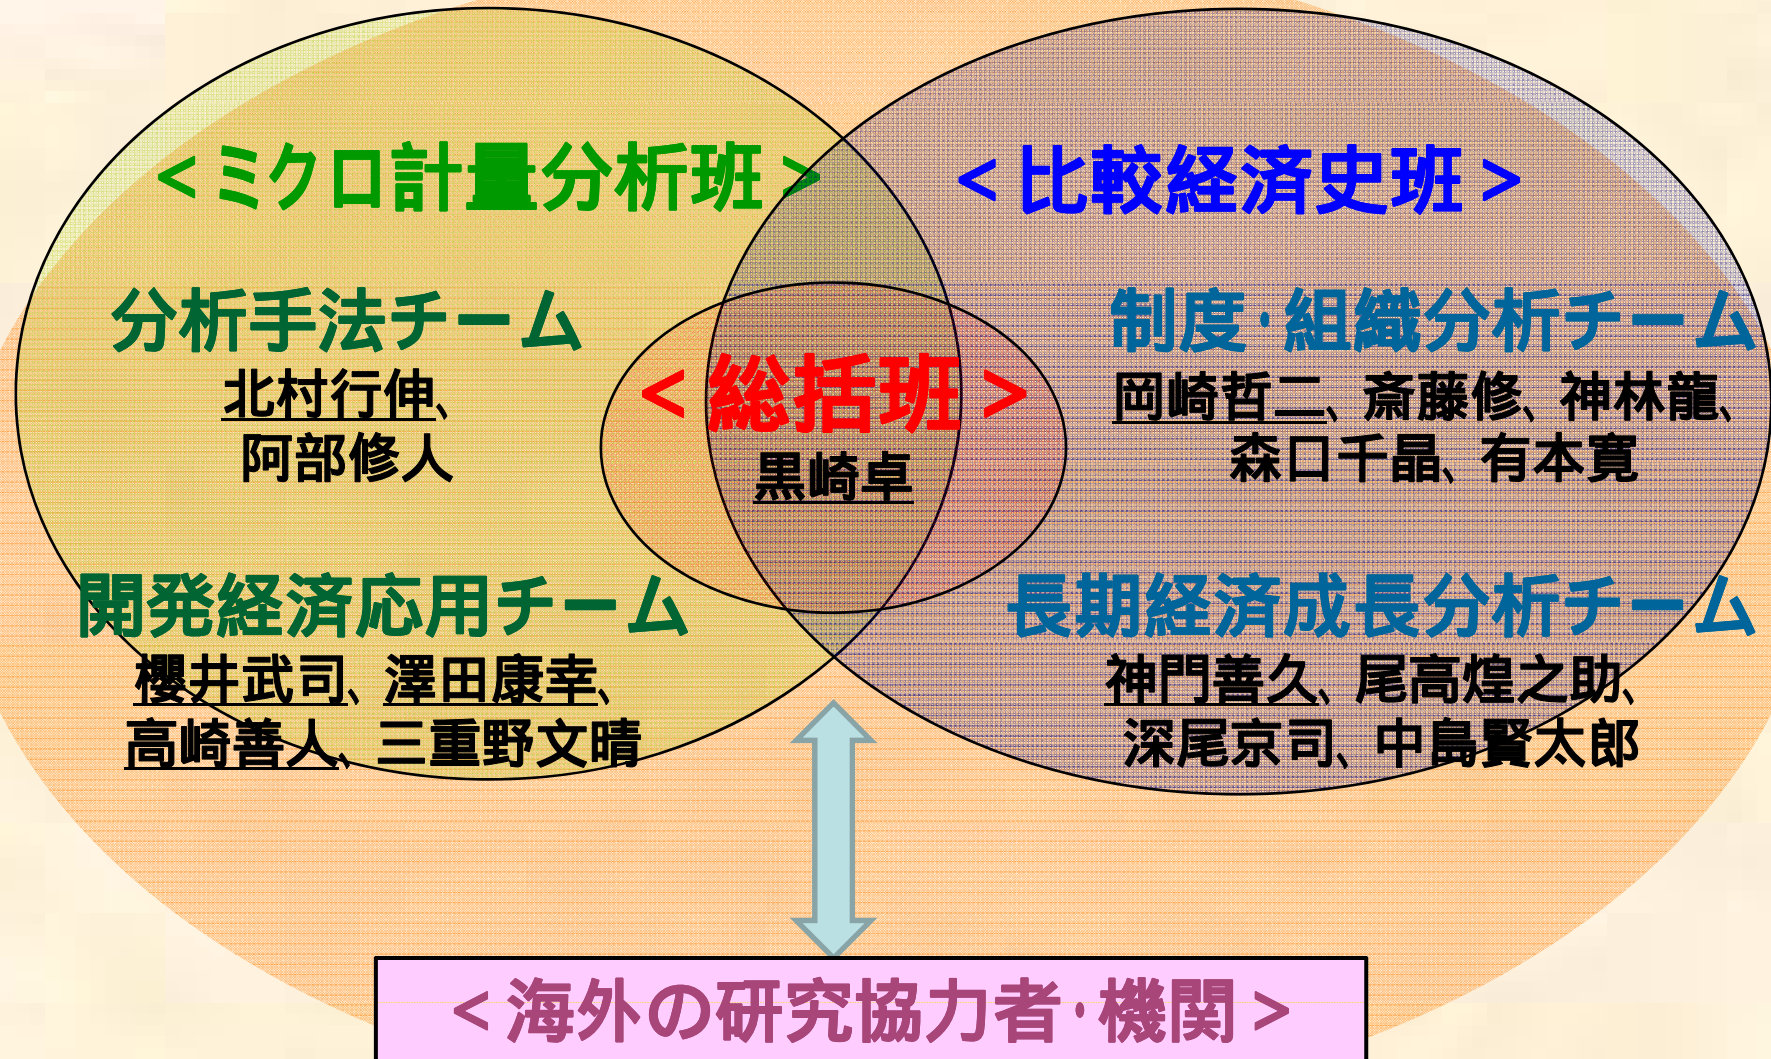 <ミクロ計量分析班>
分析手法チーム
北村行伸、
阿部修人
開発経済応用チーム
櫻井武司、澤田康幸、
高崎善人、三重野文晴
<総括班>
黒崎卓
<比較経済史班>
制度・組織分析チーム
岡崎哲二、斎藤修、神林龍、
森口千晶、有本寛
長期経済成長分析チーム
神門善久、尾高煌之助、
深尾京司、中島賢太郎
<海外の研究協力者・機関>